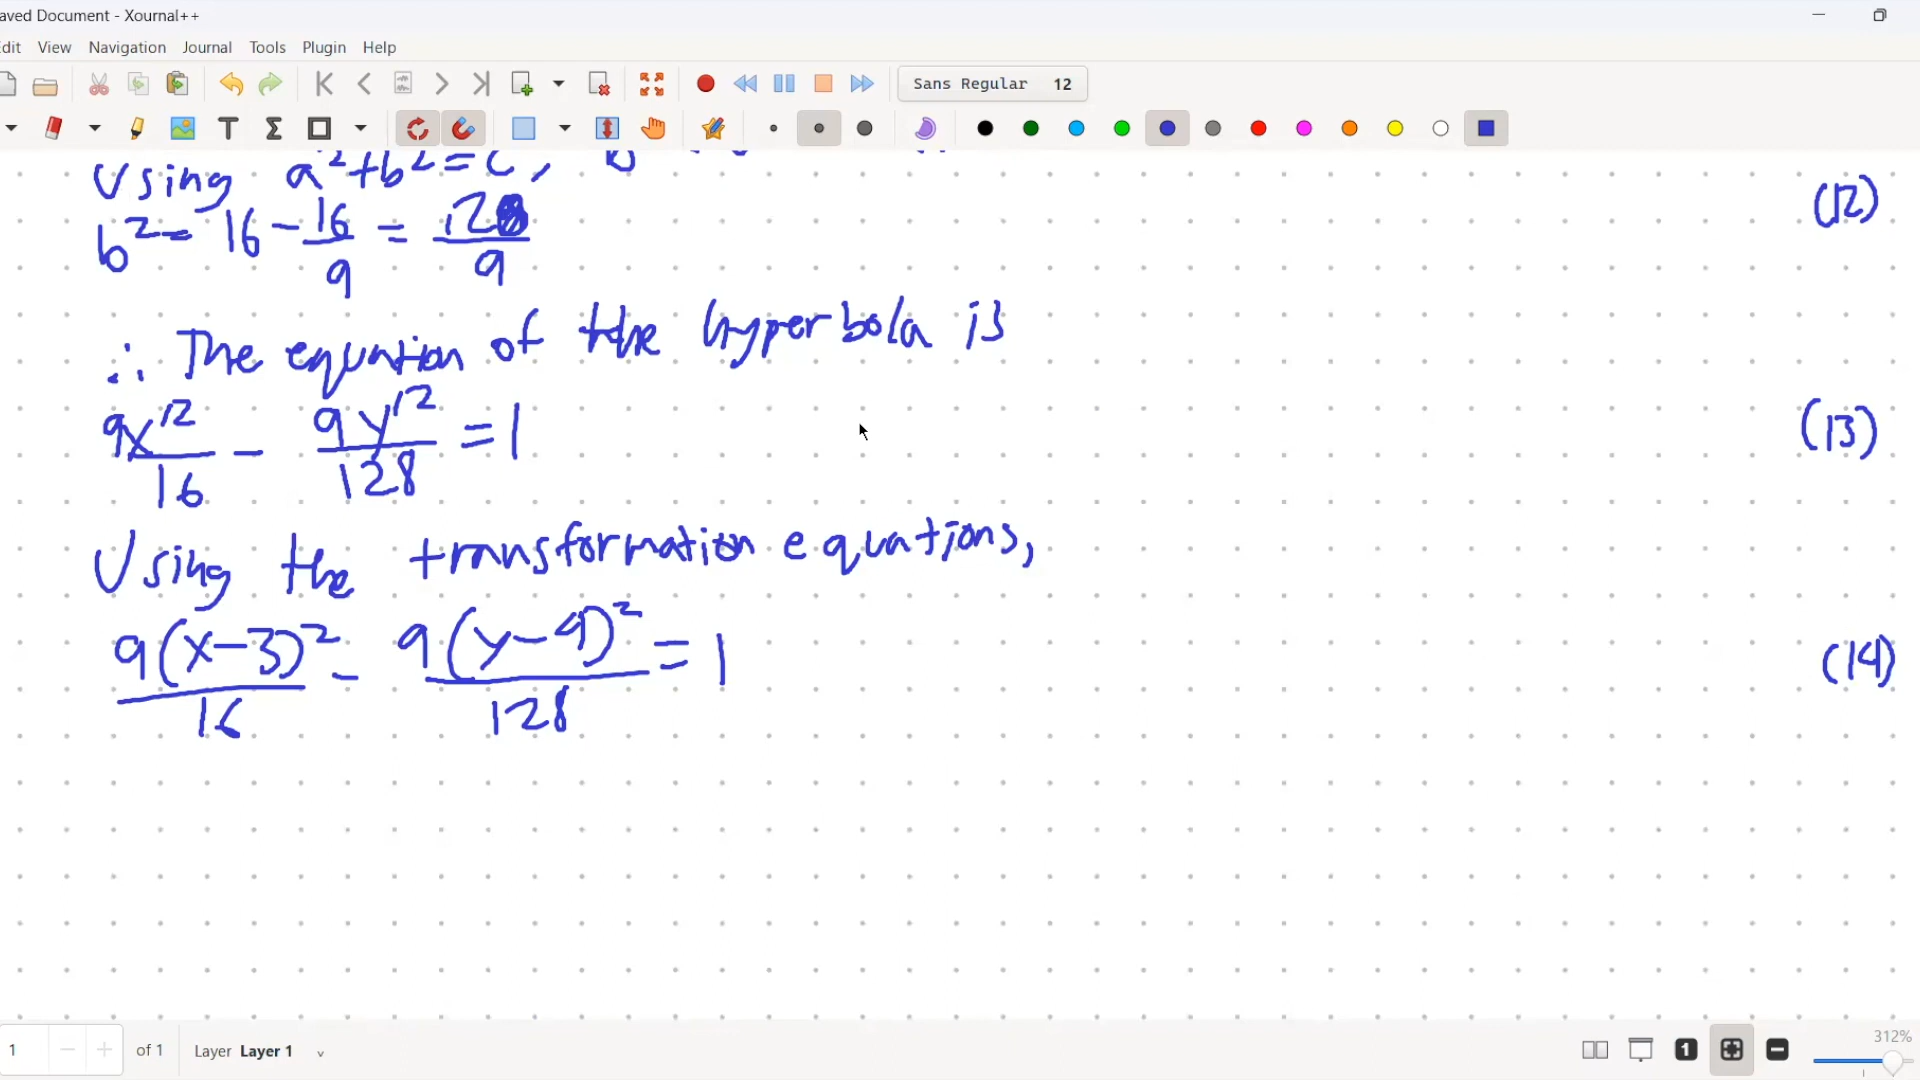 aved Document - Xournal++
dit View Navigation Journal Tools Plugin Help
Sans Regular 12
Using a²+b²=c²,
(12)
b²= 16 - 16/9 = 128/9
∴ The equation of the hyperbola is
9x'²/16 - 9y'²/128 = 1 (13)
Using the transformation equations,
9(x-3)²/16 - 9(y-4)²/128 = 1 (14)
1 of 1 Layer Layer 1 1 312%